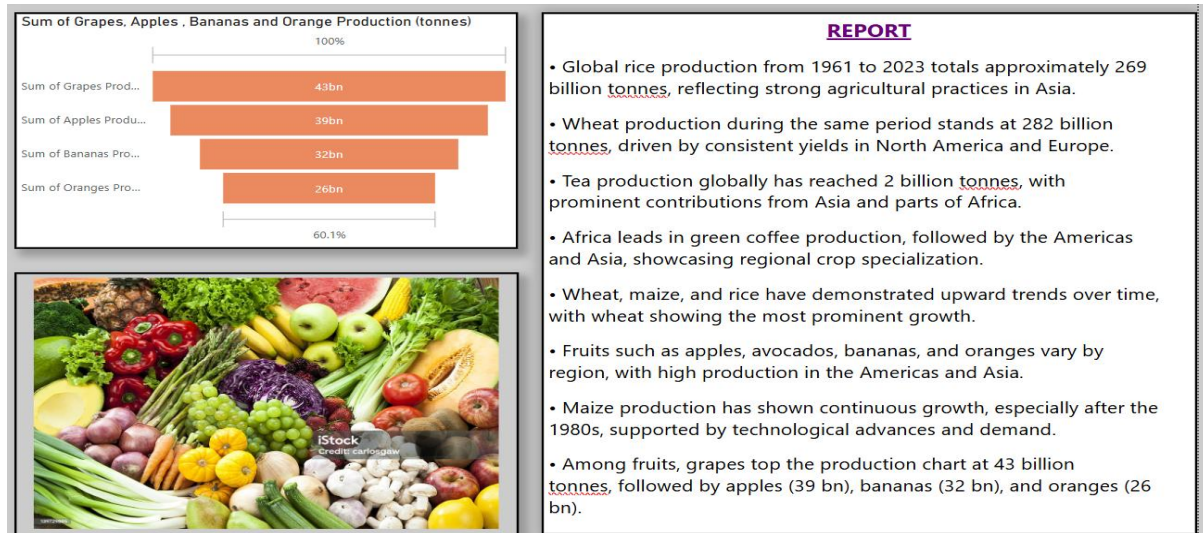 Sum of Grapes, Apples , Bananas and Orange Production (tonnes)
100%
Sum of Grapes Prod...
43bn
Sum of Apples Produ...
39bn
Sum of Bananas Pro...
32bn
Sum of Oranges Pro...
26bn
60.1%
iStock
Credit: carlosgaw
REPORT
• Global rice production from 1961 to 2023 totals approximately 269
billion tonnes, reflecting strong agricultural practices in Asia.
• Wheat production during the same period stands at 282 billion
tonnes, driven by consistent yields in North America and Europe.
• Tea production globally has reached 2 billion tonnes, with
prominent contributions from Asia and parts of Africa.
• Africa leads in green coffee production, followed by the Americas
and Asia, showcasing regional crop specialization.
• Wheat, maize, and rice have demonstrated upward trends over time,
with wheat showing the most prominent growth.
• Fruits such as apples, avocados, bananas, and oranges vary by
region, with high production in the Americas and Asia.
• Maize production has shown continuous growth, especially after the
1980s, supported by technological advances and demand.
• Among fruits, grapes top the production chart at 43 billion
tonnes, followed by apples (39 bn), bananas (32 bn), and oranges (26
bn).